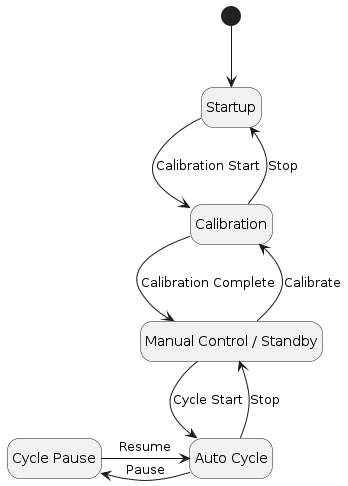 Startup
Calibration Start
Stop
Calibration
Calibration Complete
Calibrate
Manual Control / Standby
Cycle Start
Stop
Resume
Cycle Pause
Auto Cycle
Pause